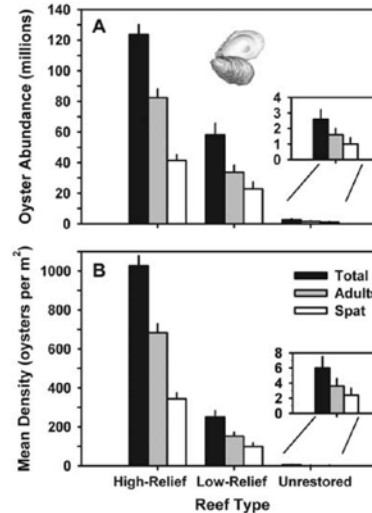 A
Oyster Abundance (millions)
140
120
100
80
60
40
20
0
4
3
2
1
0
B
Mean Density (oysters per m²)
1000
800
600
400
200
0
Total
Adults
Spat
8
6
4
2
0
High-Relief Low-Relief Unrestored
Reef Type